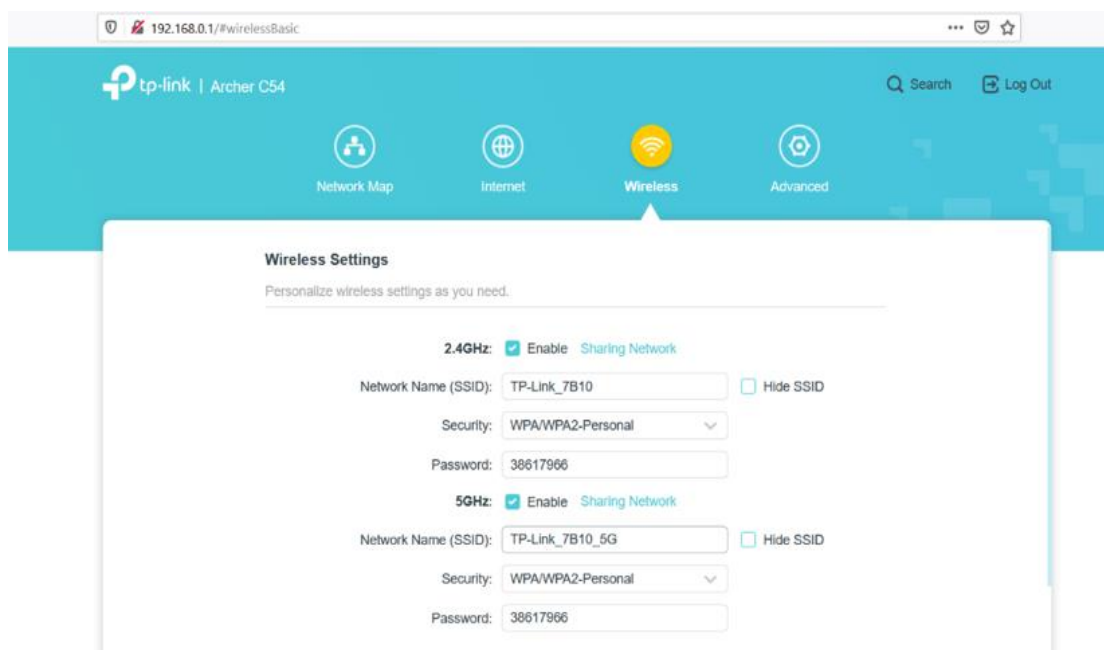 192.168.0.1/#wirelessBasic
tp-link | Archer C54
Search
Log Out
Network Map
Internet
Wireless
Advanced
Wireless Settings
Personalize wireless settings as you need.
2.4GHz: Enable Sharing Network
Network Name (SSID): TP-Link_7B10 Hide SSID
Security: WPA/WPA2-Personal
Password: 38617966
5GHz: Enable Sharing Network
Network Name (SSID): TP-Link_7B10_5G Hide SSID
Security: WPA/WPA2-Personal
Password: 38617966